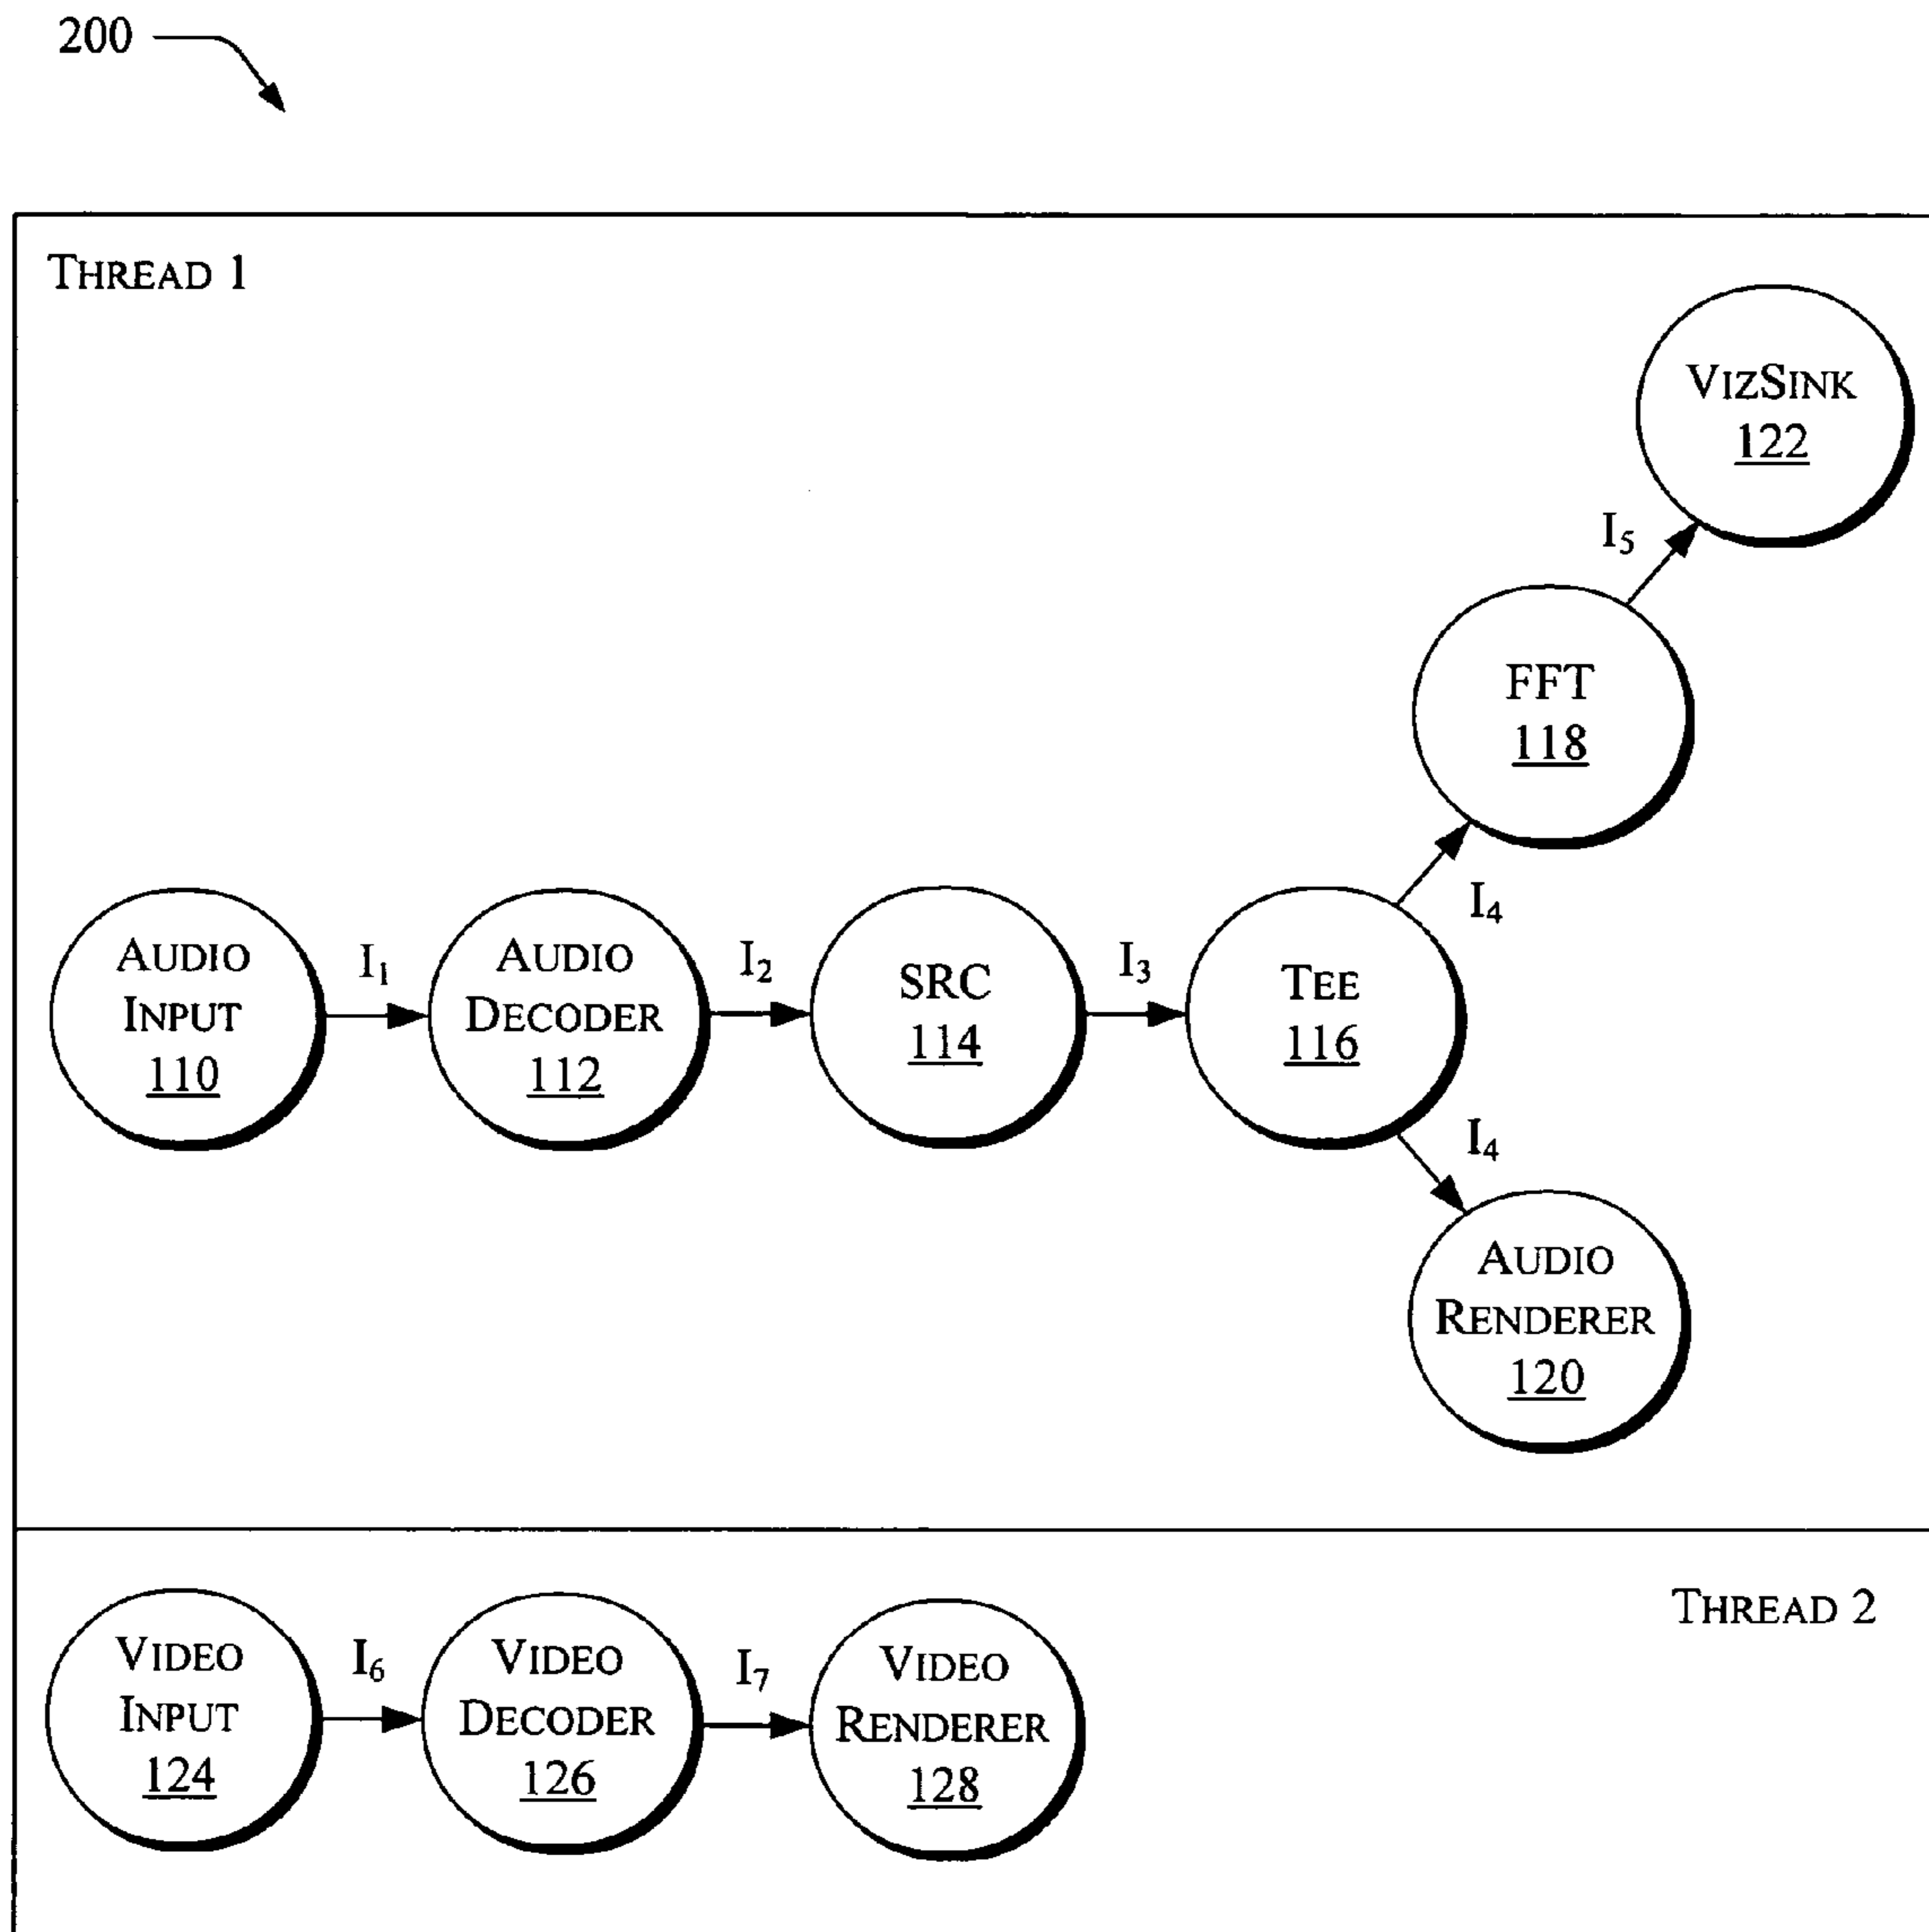 200
THREAD 1
VIZSINK
122
I5
FFT
118
I4
AUDIO
INPUT
110
I1
AUDIO
DECODER
112
I2
SRC
114
I3
TEE
116
I4
AUDIO
RENDERER
120
THREAD 2
VIDEO
INPUT
124
I6
VIDEO
DECODER
126
I7
VIDEO
RENDERER
128